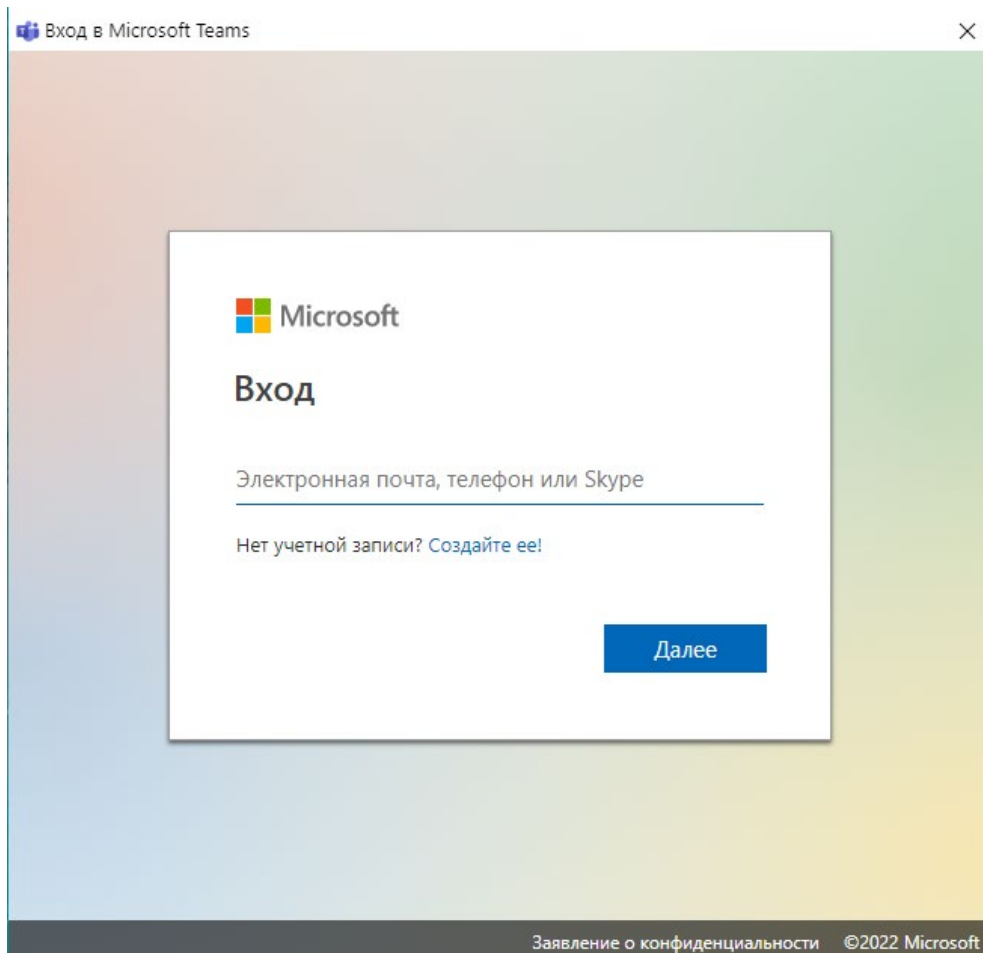 Вход в Microsoft Teams
Microsoft
Вход
Электронная почта, телефон или Skype
Нет учетной записи? Создайте ее!
Далее
Заявление о конфиденциальности ©2022 Microsoft